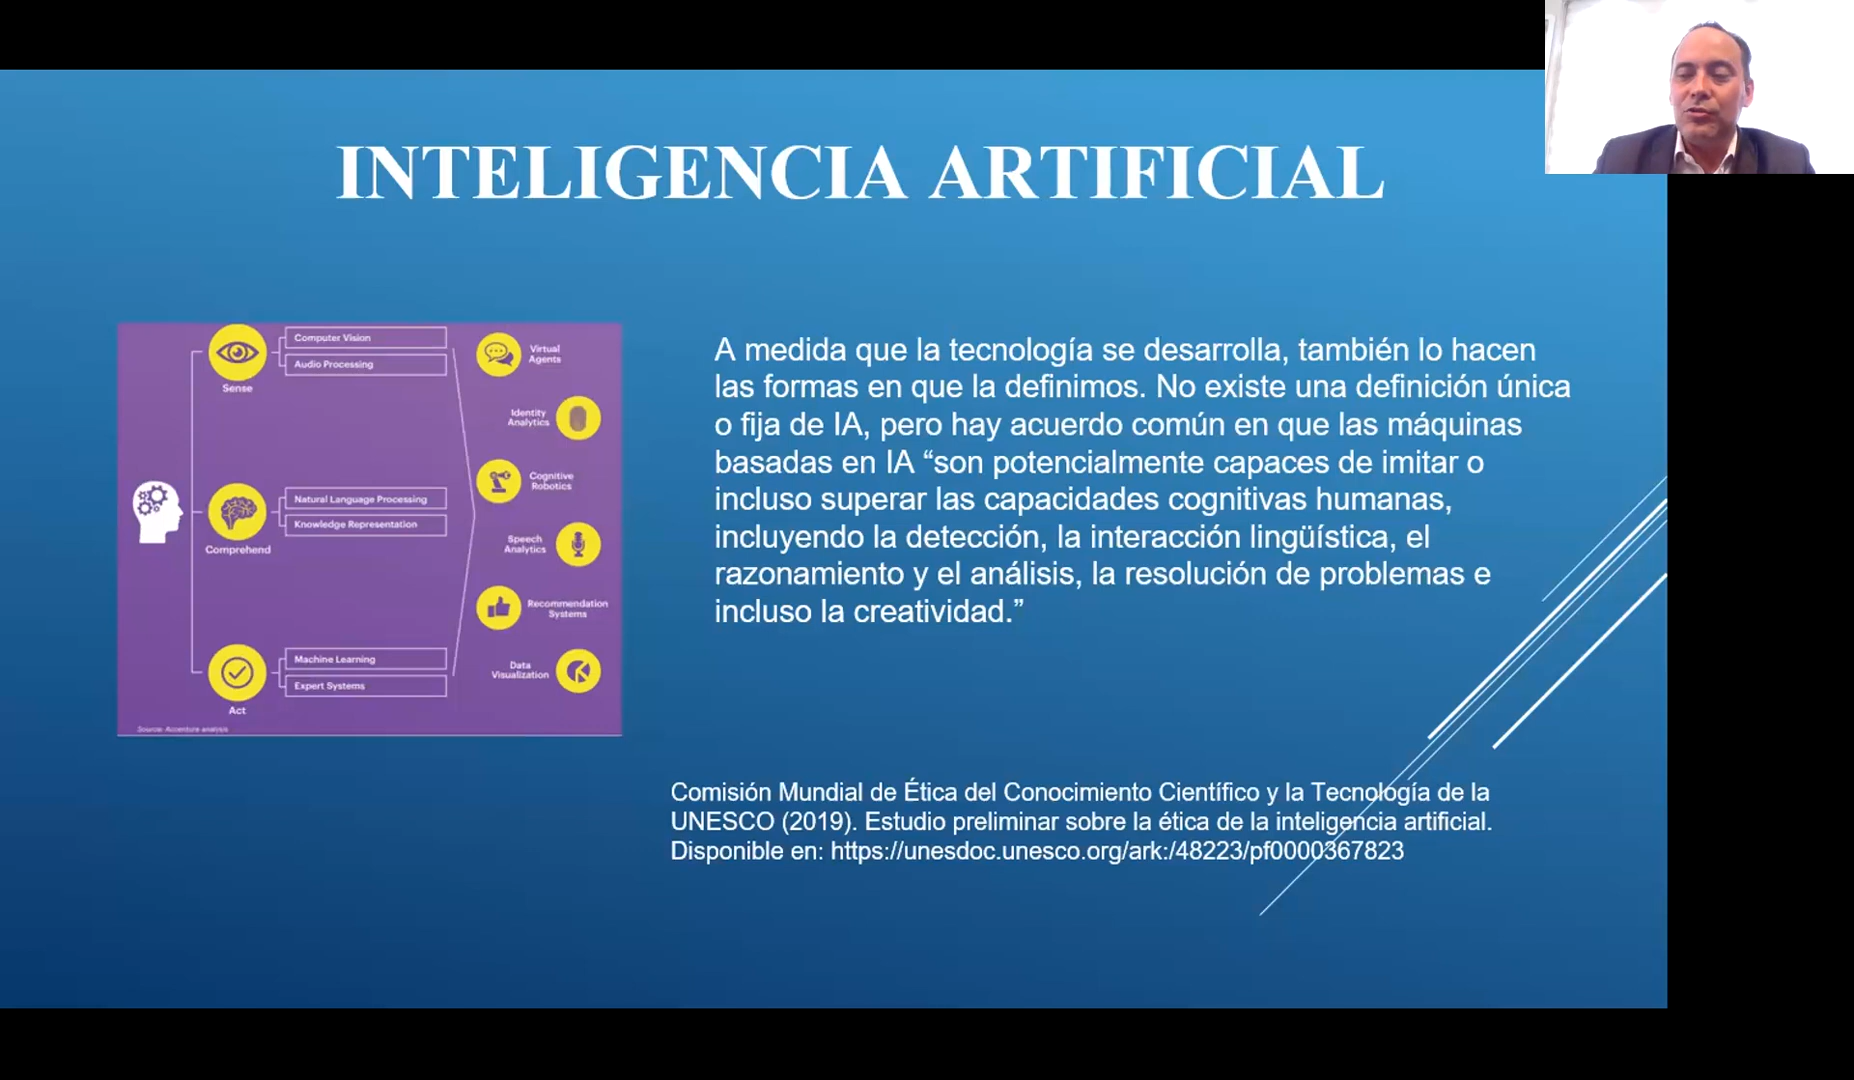 INTELIGENCIA ARTIFICIAL
Computer Vision
Audio Processing
Sense
Natural Language Processing
Knowledge Representation
Comprehend
Machine Learning
Expert Systems
Act
Virtual
Agents
Identity
Analytics
Cognitive
Robotics
Speech
Analytics
Recommendation
Systems
Data
Visualization
Source: Accenture analysis
A medida que la tecnología se desarrolla, también lo hacen
las formas en que la definimos. No existe una definición única
o fija de IA, pero hay acuerdo común en que las máquinas
basadas en IA “son potencialmente capaces de imitar o
incluso superar las capacidades cognitivas humanas,
incluyendo la detección, la interacción lingüística, el
razonamiento y el análisis, la resolución de problemas e
incluso la creatividad.”
Comisión Mundial de Ética del Conocimiento Científico y la Tecnología de la
UNESCO (2019). Estudio preliminar sobre la ética de la inteligencia artificial.
Disponible en: https://unesdoc.unesco.org/ark:/48223/pf0000367823